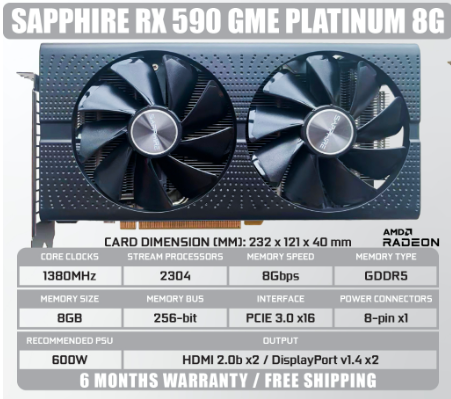 SAPPHIRE RX 590 GME PLATINUM 8G
SAPPHIRE
SAPPHIRE
CARD DIMENSION (MM): 232 x 121 x 40 mm
AMD
RADEON
CORE CLOCKS STREAM PROCESSORS MEMORY SPEED MEMORY TYPE
1380MHz 2304 8Gbps GDDR5
MEMORY SIZE MEMORY BUS INTERFACE POWER CONNECTORS
8GB 256-bit PCIE 3.0 x16 8-pin x1
RECOMMENDED PSU OUTPUT
600W HDMI 2.0b x2 / DisplayPort v1.4 x2
6 MONTHS WARRANTY / FREE SHIPPING